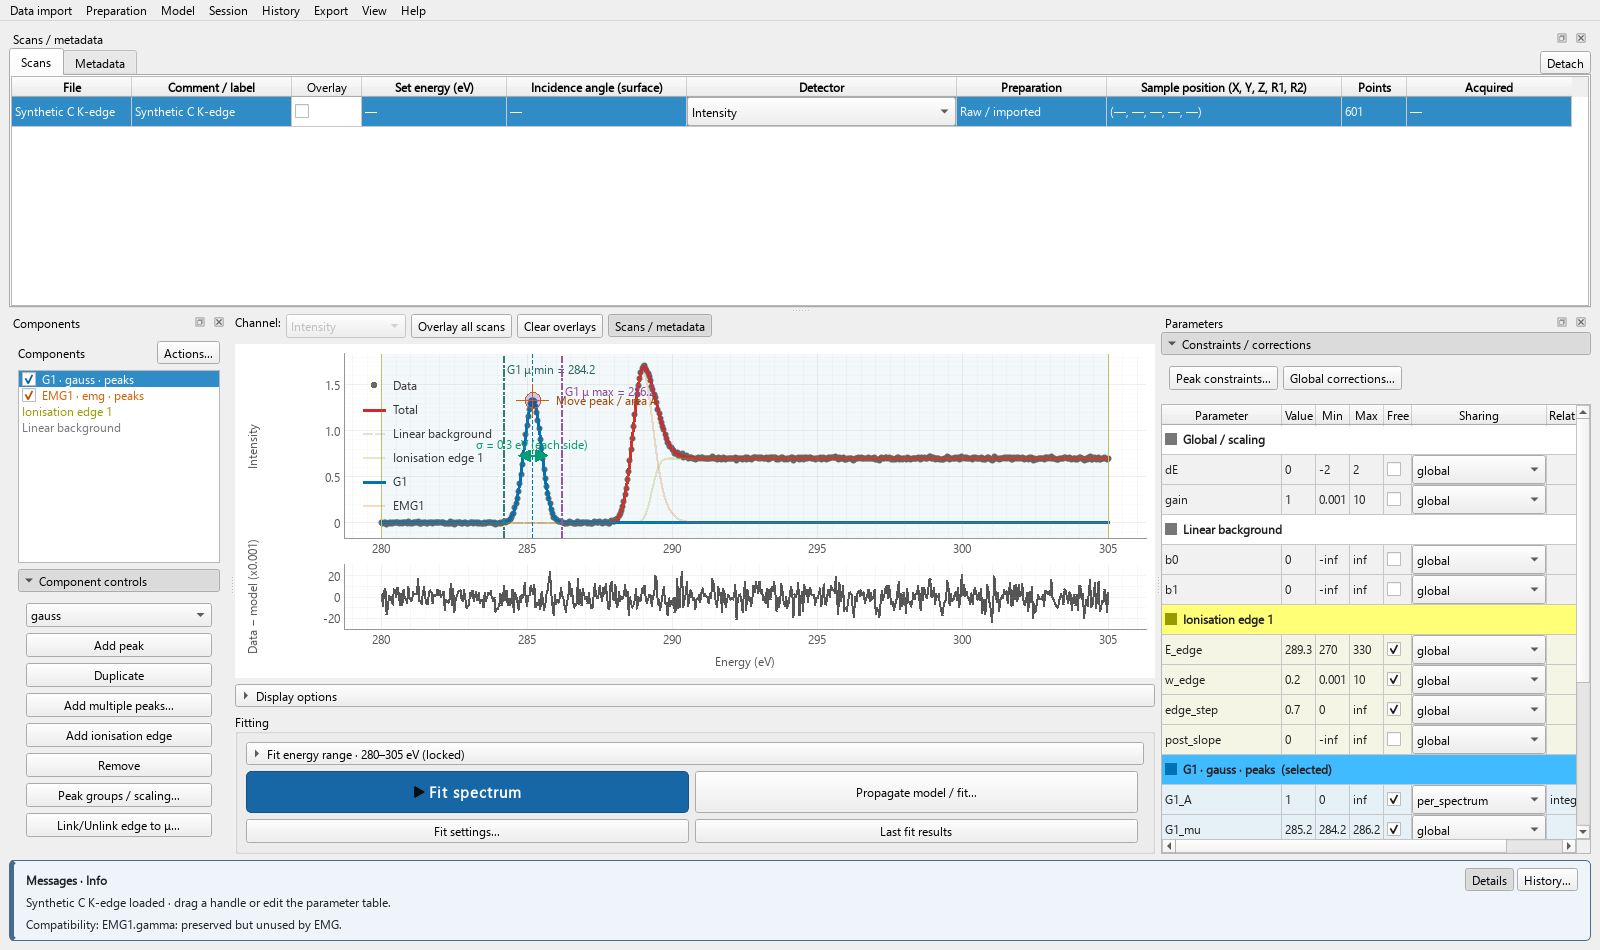 Data import Preparation Model Session History Export View Help
Scans / metadata
Scans Metadata Detach
File Comment / label Overlay Set energy (eV) Incidence angle (surface) Detector Preparation Sample position (X, Y, Z, R1, R2) Points Acquired
Synthetic C K-edge Synthetic C K-edge — — Intensity Raw / imported (—, —, —, —, —) 601 —
Components
Components Actions...
G1 · gauss · peaks
EMG1 · emg · peaks
Ionisation edge 1
Linear background
Component controls
gauss
Add peak
Duplicate
Add multiple peaks...
Add ionisation edge
Remove
Peak groups / scaling...
Link/Unlink edge to μ...
Channel: Intensity Overlay all scans Clear overlays Scans / metadata
G1 μ min = 284.2
G1 μ max = 286.2
Move peak / area A
σ = 0.3 eV (each side)
Data
Total
Linear background
Ionisation edge 1
G1
EMG1
Intensity
1.5
1.0
0.5
0
280 285 290 295 300 305
Data − model (x0.001)
20
0
-20
280 285 290 295 300 305
Energy (eV)
Display options
Fitting
Fit energy range · 280–305 eV (locked)
Fit spectrum Propagate model / fit...
Fit settings... Last fit results
Parameters
Constraints / corrections
Peak constraints... Global corrections...
Parameter Value Min Max Free Sharing Relat
Global / scaling
dE 0 -2 2 global
gain 1 0.001 10 global
Linear background
b0 0 -inf inf global
b1 0 -inf inf global
Ionisation edge 1
E_edge 289.3 270 330 global
w_edge 0.2 0.001 10 global
edge_step 0.7 0 inf global
post_slope 0 -inf inf global
G1 · gauss · peaks (selected)
G1_A 1 0 inf per_spectrum integ
G1_mu 285.2 284.2 286.2 global
Messages · Info Details History...
Synthetic C K-edge loaded · drag a handle or edit the parameter table.
Compatibility: EMG1.gamma: preserved but unused by EMG.